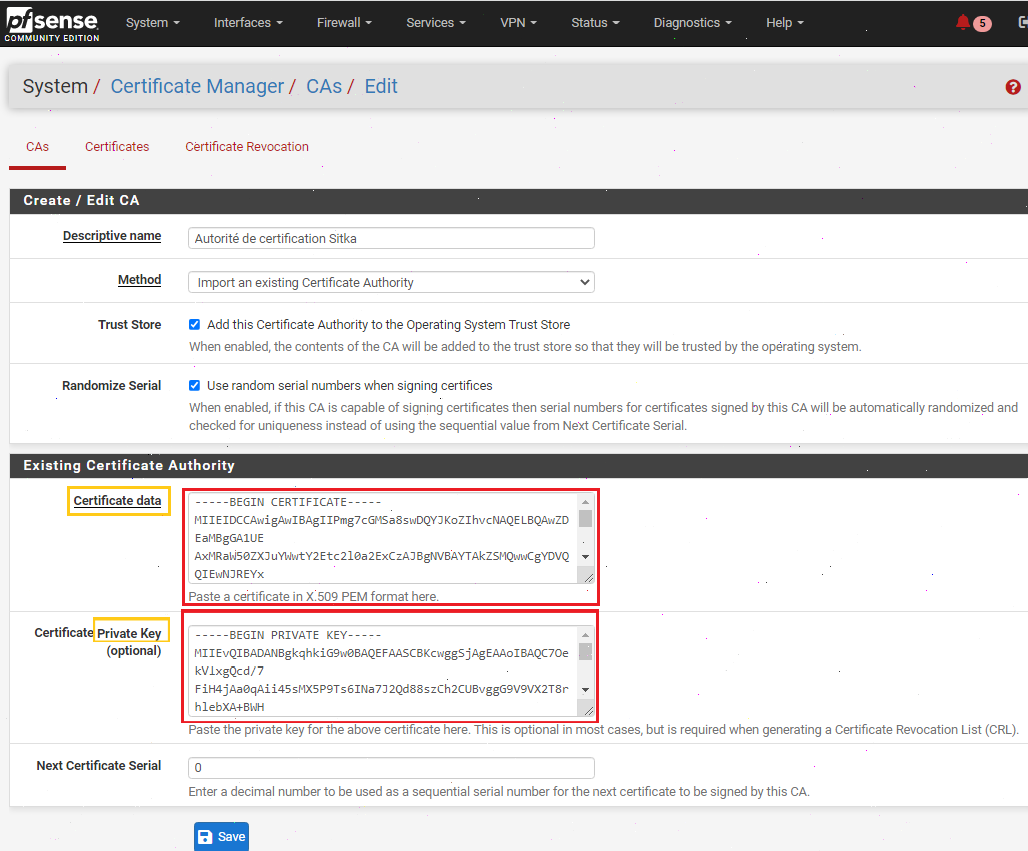 pfsense System Interfaces Firewall Services VPN Status Diagnostics Help 5
COMMUNITY EDITION
System / Certificate Manager / CAs / Edit
CAs Certificates Certificate Revocation
Create / Edit CA
Descriptive name Autorité de certification Sitka
Method Import an existing Certificate Authority
Trust Store Add this Certificate Authority to the Operating System Trust Store
When enabled, the contents of the CA will be added to the trust store so that they will be trusted by the operating system.
Randomize Serial Use random serial numbers when signing certifices
When enabled, if this CA is capable of signing certificates then serial numbers for certificates signed by this CA will be automatically randomized and
checked for uniqueness instead of using the sequential value from Next Certificate Serial.
Existing Certificate Authority
Certificate data -----BEGIN CERTIFICATE-----
MIIEIDCCAwigAwIBAgIIPmg7cGMSa8swDQYJKoZIhvcNAQELBQAwZD
EaMBgGA1UE
AxMRaW50ZXJuYWwtY2Etc2l0a2ExCzAJBgNVBAYTAkZSMQwwCgYDVQ
QIEwNJREYx
Paste a certificate in X.509 PEM format here.
Certificate Private Key
(optional)
-----BEGIN PRIVATE KEY-----
MIIEvQIBADANBgkqhkiG9w0BAQEFAASCBKcwggSjAgEAAoIBAQC7Oe
kVlxgQcd/7
FiH4jAa0qAii45sMX5P9Ts6INa7J2Qd88szCh2CUBvggG9V9VX2T8r
hlebXA+BWH
Paste the private key for the above certificate here. This is optional in most cases, but is required when generating a Certificate Revocation List (CRL).
Next Certificate Serial 0
Enter a decimal number to be used as a sequential serial number for the next certificate to be signed by this CA.
Save